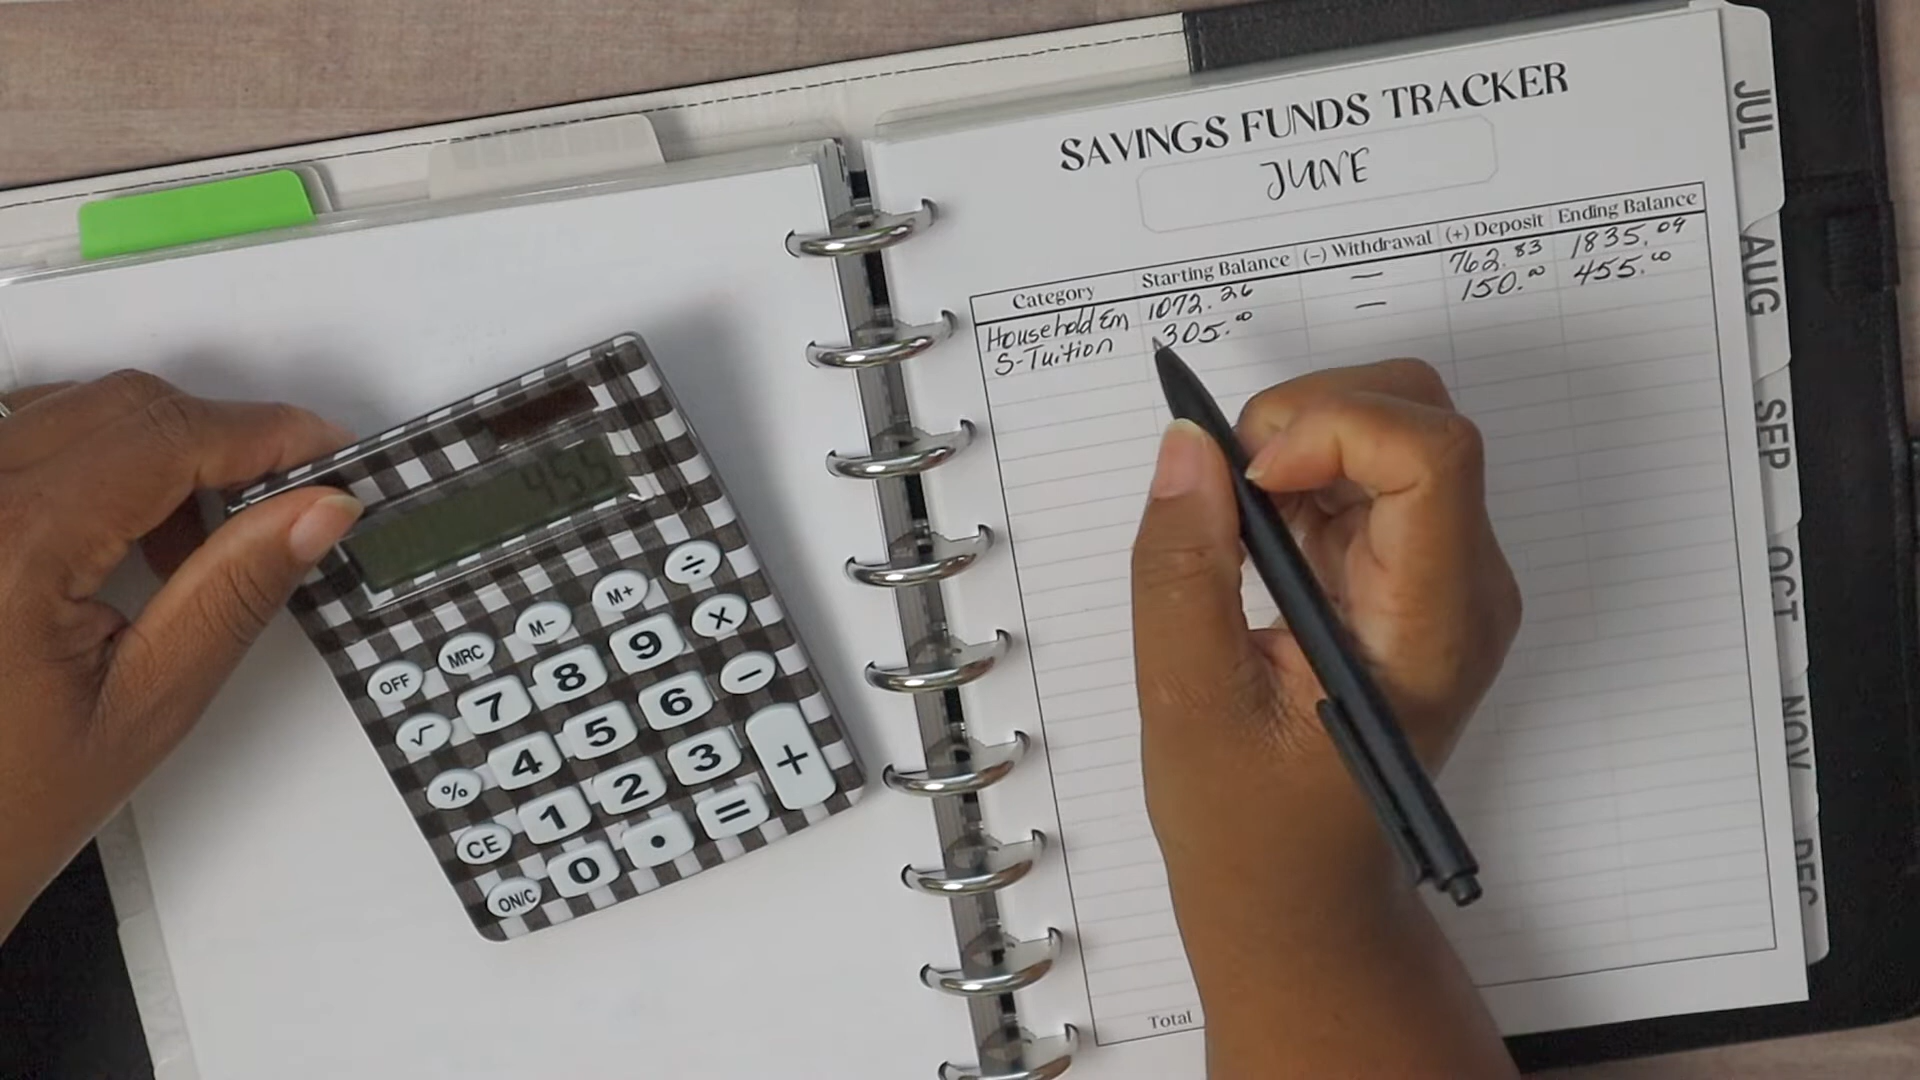 SAVINGS FUNDS TRACKER
JUNE
Category Starting Balance (-) Withdrawal (+) Deposit Ending Balance
Household Em 1072.26 — 762.83 1835.09
S-Tuition 305.00 — 150.00 455.00
Total
JUL
AUG
SEP
OCT
NOV
DEC
455
OFF MRC M- M+ ÷
√ 7 8 9 X
% 4 5 6 −
CE 1 2 3 +
ON/C 0 . =